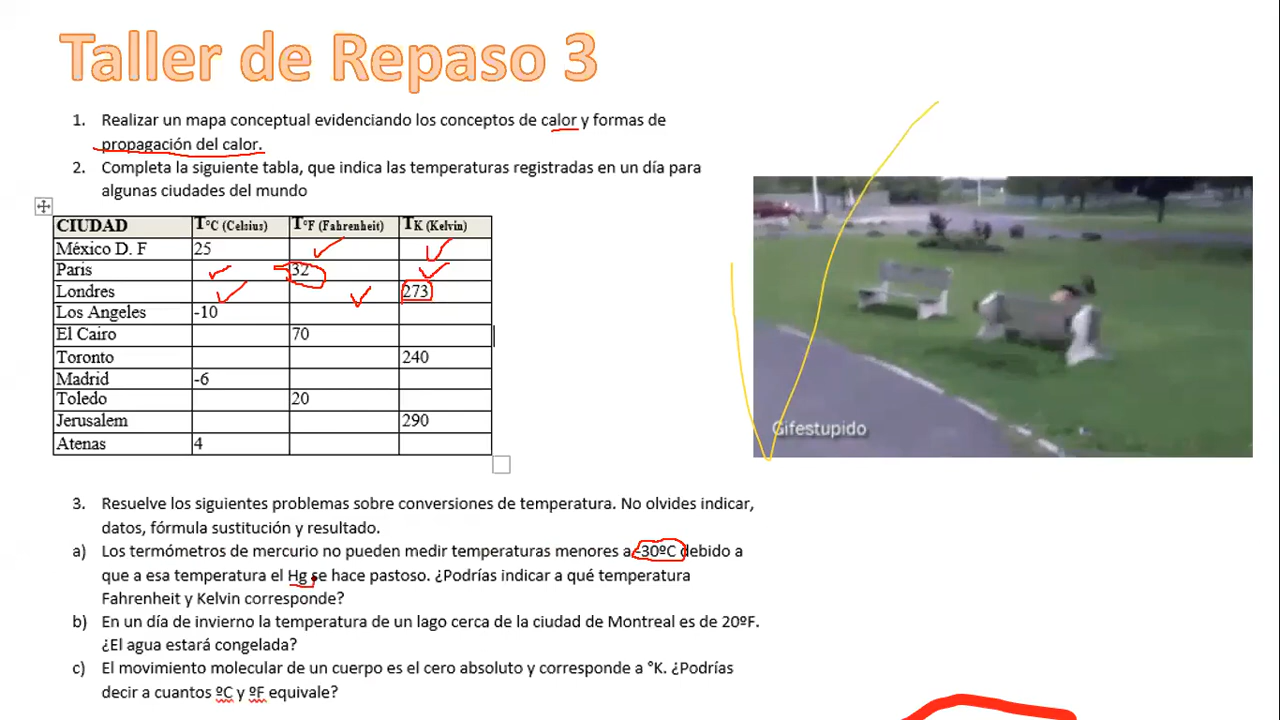 Taller de Repaso 3
1. Realizar un mapa conceptual evidenciando los conceptos de calor y formas de
propagación del calor.
2. Completa la siguiente tabla, que indica las temperaturas registradas en un día para
algunas ciudades del mundo
CIUDAD T°C (Celsius) T°F (Fahrenheit) TK (Kelvin)
México D. F 25
Paris 32
Londres 273
Los Angeles -10
El Cairo 70
Toronto 240
Madrid -6
Toledo 20
Jerusalem 290
Atenas 4
Gifestupido
3. Resuelve los siguientes problemas sobre conversiones de temperatura. No olvides indicar,
datos, fórmula sustitución y resultado.
a) Los termómetros de mercurio no pueden medir temperaturas menores a -30ºC debido a
que a esa temperatura el Hg se hace pastoso. ¿Podrías indicar a qué temperatura
Fahrenheit y Kelvin corresponde?
b) En un día de invierno la temperatura de un lago cerca de la ciudad de Montreal es de 20ºF.
¿El agua estará congelada?
c) El movimiento molecular de un cuerpo es el cero absoluto y corresponde a °K. ¿Podrías
decir a cuantos ºC y ºF equivale?